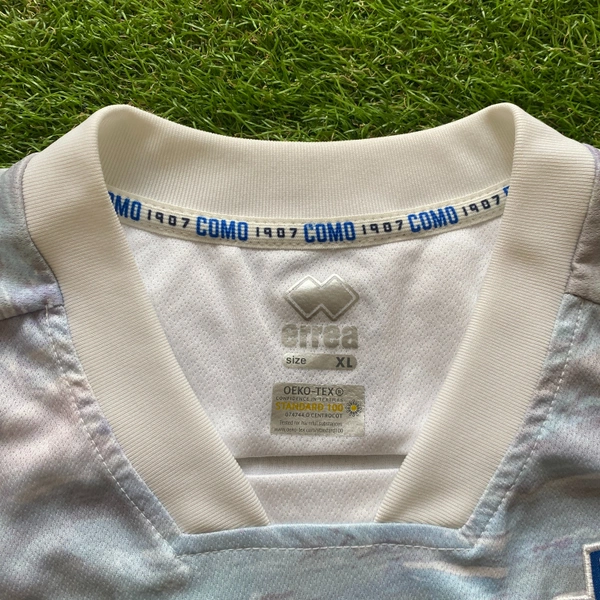 COMO 1907 COMO 1907 COMO 1907 COMO 1907
errea
size XL
OEKO-TEX®
CONFIDENCE IN TEXTILES
STANDARD 100